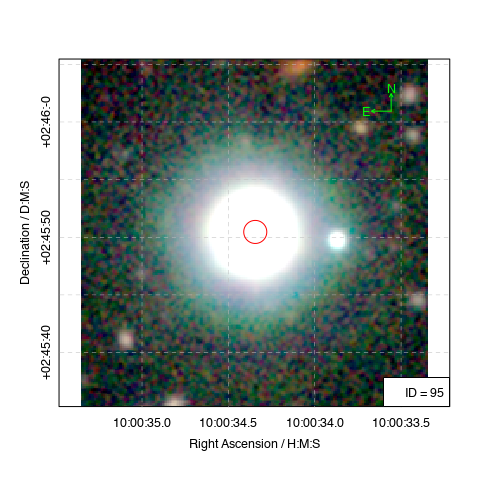 N
E
+02:46:-0
+02:45:50
+02:45:40
Declination / D:M:S
ID = 95
10:00:35.0 10:00:34.5 10:00:34.0 10:00:33.5
Right Ascension / H:M:S